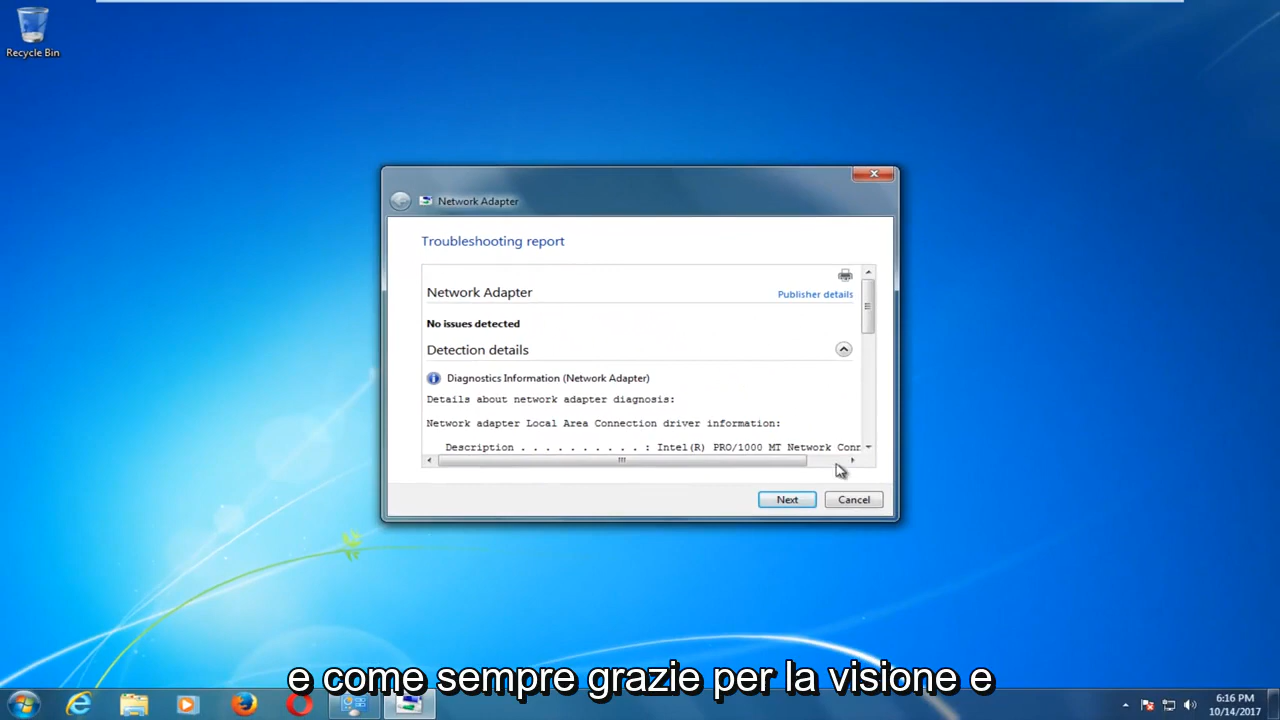 Recycle Bin
Network Adapter
Troubleshooting report
Network Adapter
Publisher details
No issues detected
Detection details
Diagnostics Information (Network Adapter)
Details about network adapter diagnosis:
Network adapter Local Area Connection driver information:
Description . . . . . . . . . . : Intel(R) PRO/1000 MT Network Conn
Next
Cancel
e come sempre grazie per la visione e
6:16 PM
10/14/2017